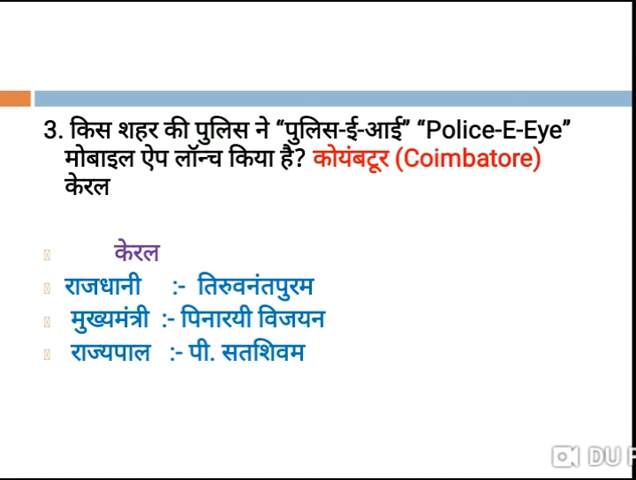 3. किस शहर की पुलिस ने “पुलिस-ई-आई” “Police-E-Eye”
मोबाइल ऐप लॉन्च किया है? कोयंबटूर (Coimbatore)
केरल
केरल
राजधानी :- तिरुवनंतपुरम
मुख्यमंत्री :- पिनारयी विजयन
राज्यपाल :- पी. सतशिवम
DU